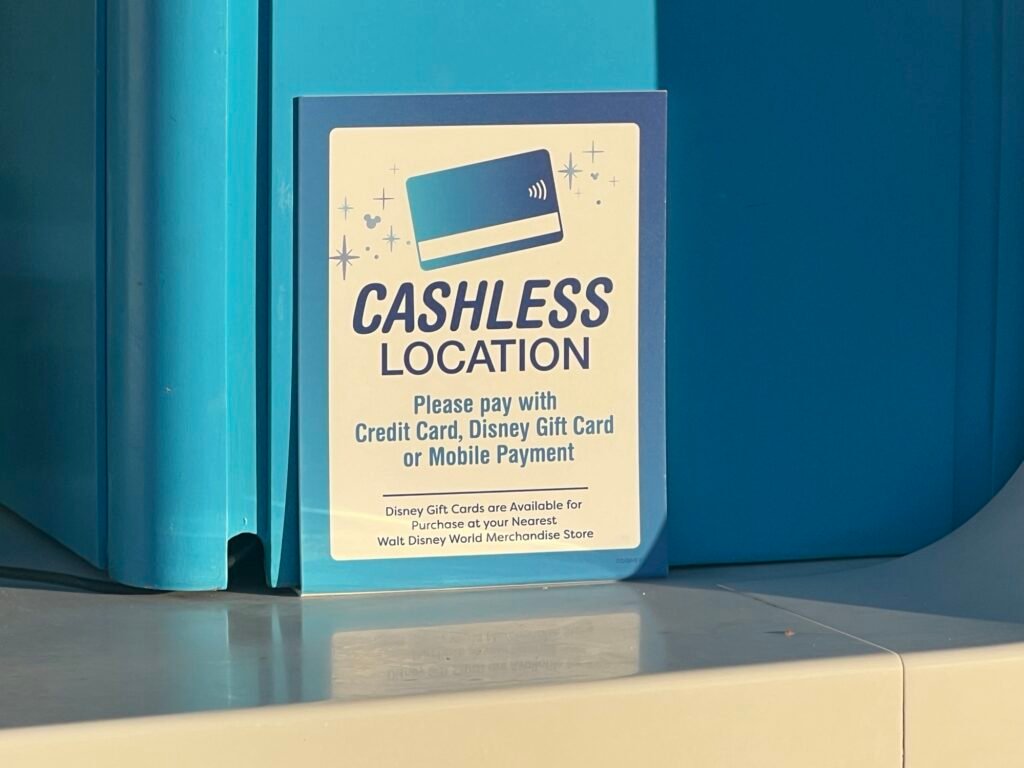 CASHLESS
LOCATION
Please pay with
Credit Card, Disney Gift Card
or Mobile Payment
Disney Gift Cards are Available for
Purchase at your Nearest
Walt Disney World Merchandise Store